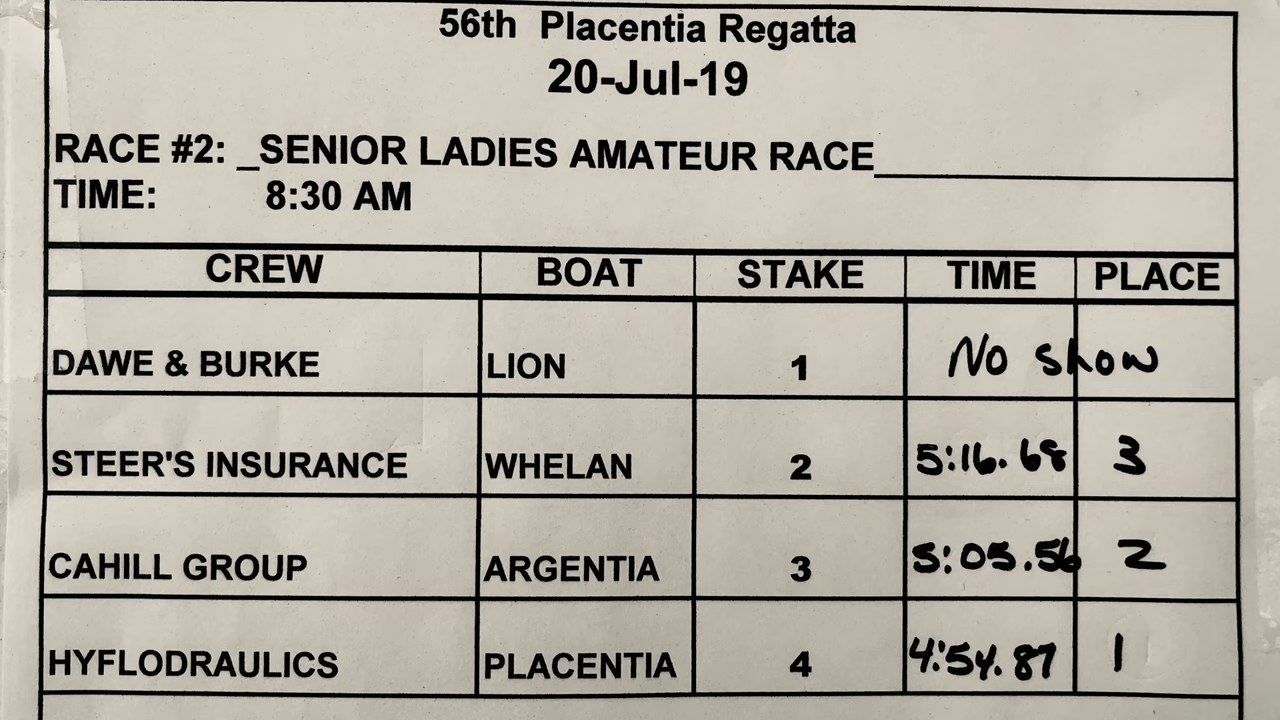 56th Placentia Regatta
20-Jul-19
RACE #2: _SENIOR LADIES AMATEUR RACE
TIME: 8:30 AM
CREW BOAT STAKE TIME PLACE
DAWE & BURKE LION 1 No show
STEER'S INSURANCE WHELAN 2 5:16.68 3
CAHILL GROUP ARGENTIA 3 5:05.56 2
HYFLODRAULICS PLACENTIA 4 4:54.87 1